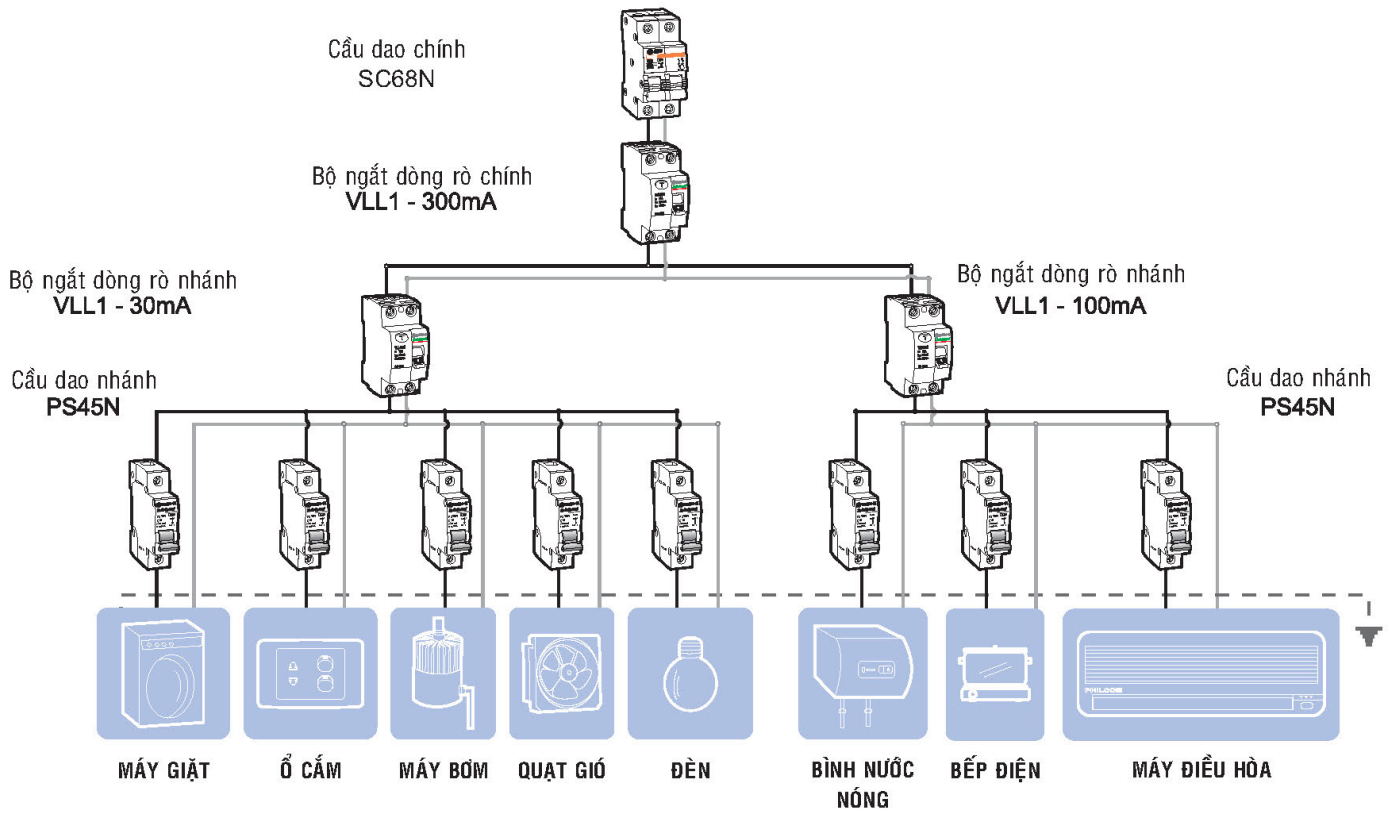 Cầu dao chính
SC68N
Bộ ngắt dòng rò chính
VLL1 - 300mA
Bộ ngắt dòng rò nhánh
VLL1 - 30mA
Bộ ngắt dòng rò nhánh
VLL1 - 100mA
Cầu dao nhánh
PS45N
Cầu dao nhánh
PS45N
MÁY GIẶT
Ổ CẮM
MÁY BƠM
QUẠT GIÓ
ĐÈN
BÌNH NƯỚC
NÓNG
BẾP ĐIỆN
PHILCO
MÁY ĐIỀU HÒA